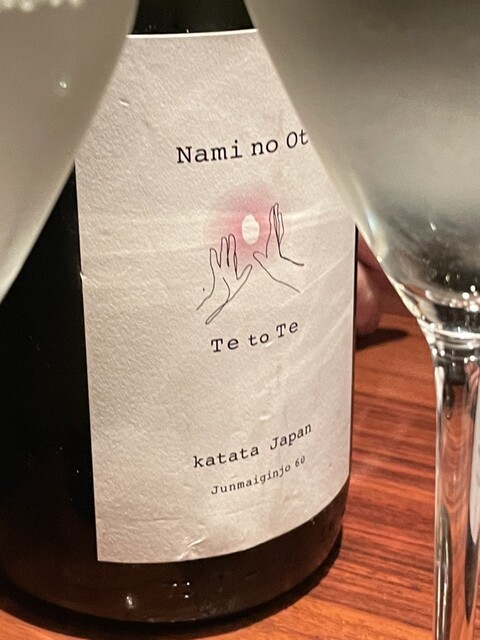 Nami no Ot
Te to Te
katata Japan
Junmaiginjo 60